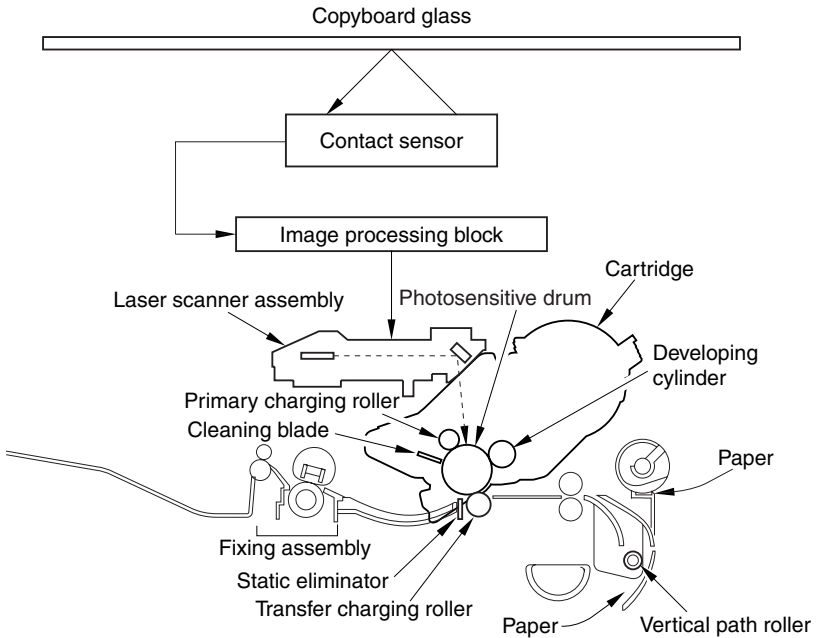 Copyboard glass
Contact sensor
Image processing block
Cartridge
Laser scanner assembly
Photosensitive drum
Developing
cylinder
Primary charging roller
Cleaning blade
Paper
Fixing assembly
Static eliminator
Transfer charging roller
Paper
Vertical path roller